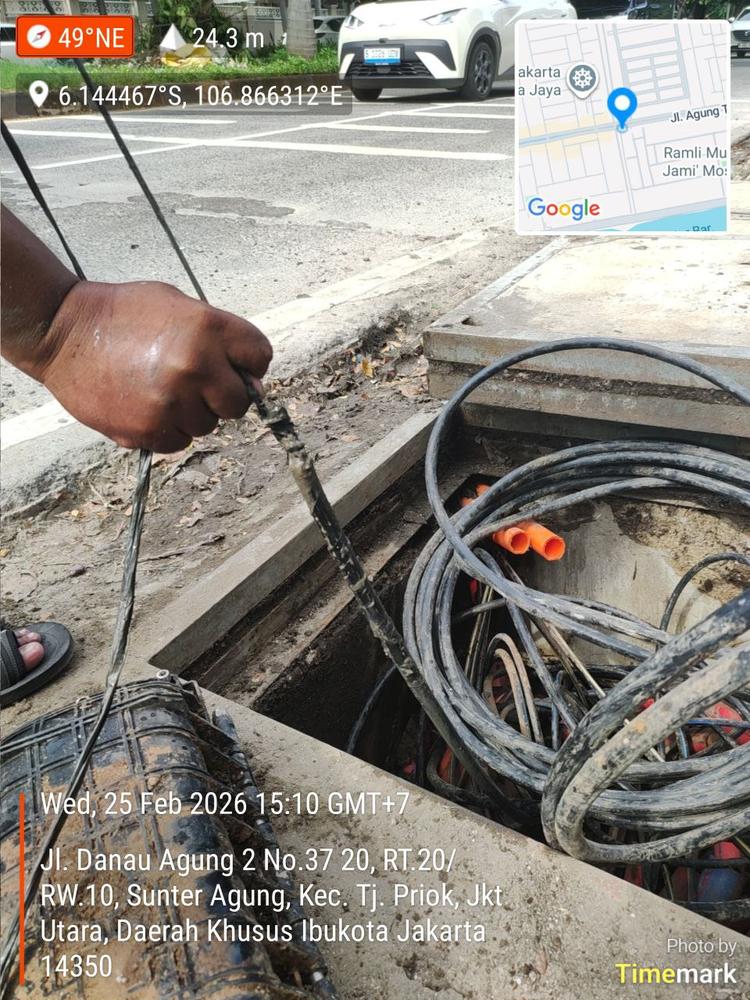 49°NE
24.3 m
6.144467°S, 106.866312°E
akarta
a Jaya
Jl. Agung T
Ramli Mu
Jami' Mos
Google
Wed, 25 Feb 2026 15:10 GMT+7
Jl. Danau Agung 2 No.37 20, RT.20/
RW.10, Sunter Agung, Kec. Tj. Priok, Jkt
Utara, Daerah Khusus Ibukota Jakarta
14350
Photo by
Timemark